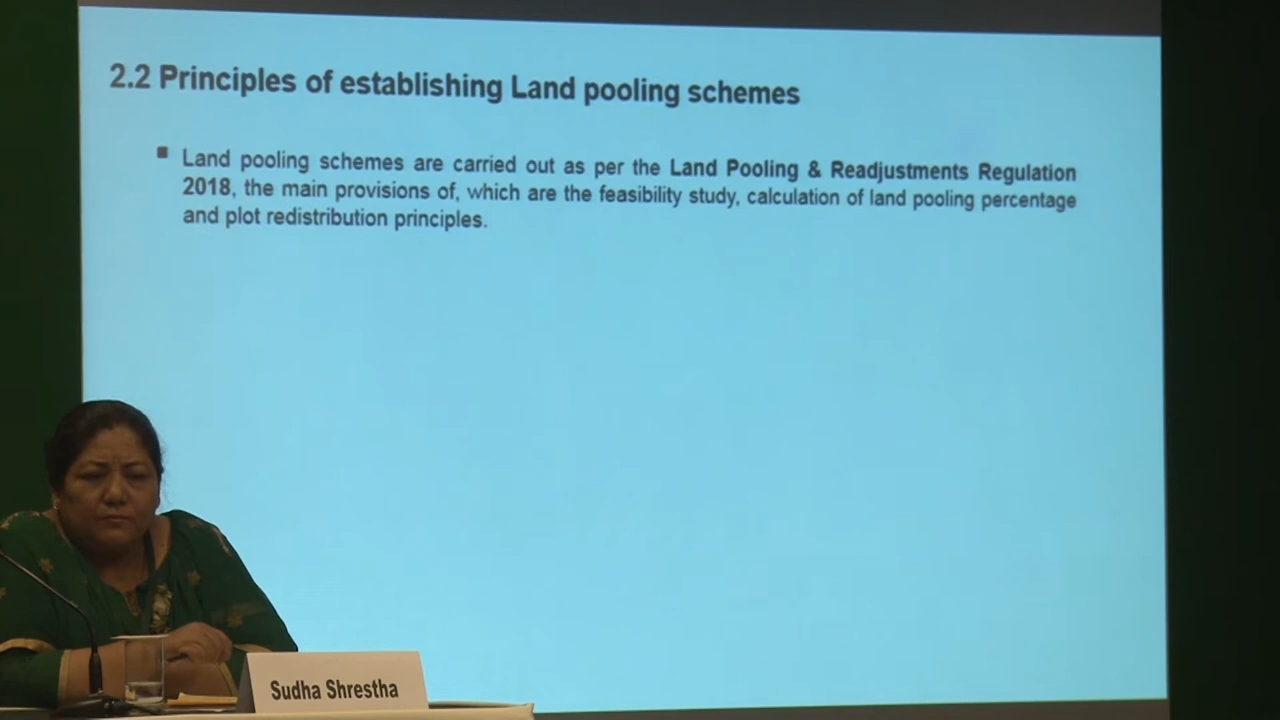 2.2 Principles of establishing Land pooling schemes
▪ Land pooling schemes are carried out as per the Land Pooling & Readjustments Regulation
2018, the main provisions of, which are the feasibility study, calculation of land pooling percentage
and plot redistribution principles.
Sudha Shrestha